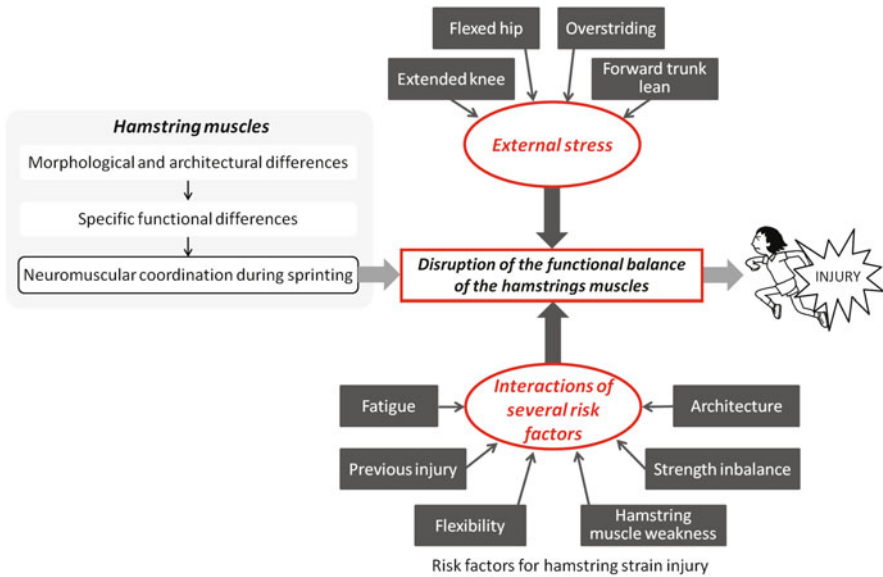 Flexed hip
Overstriding
Extended knee
Forward trunk
lean
External stress
Hamstring muscles
Morphological and architectural differences
Specific functional differences
Neuromuscular coordination during sprinting
Disruption of the functional balance
of the hamstrings muscles
INJURY
Interactions of
several risk
factors
Fatigue
Architecture
Previous injury
Strength inbalance
Flexibility
Hamstring
muscle weakness
Risk factors for hamstring strain injury